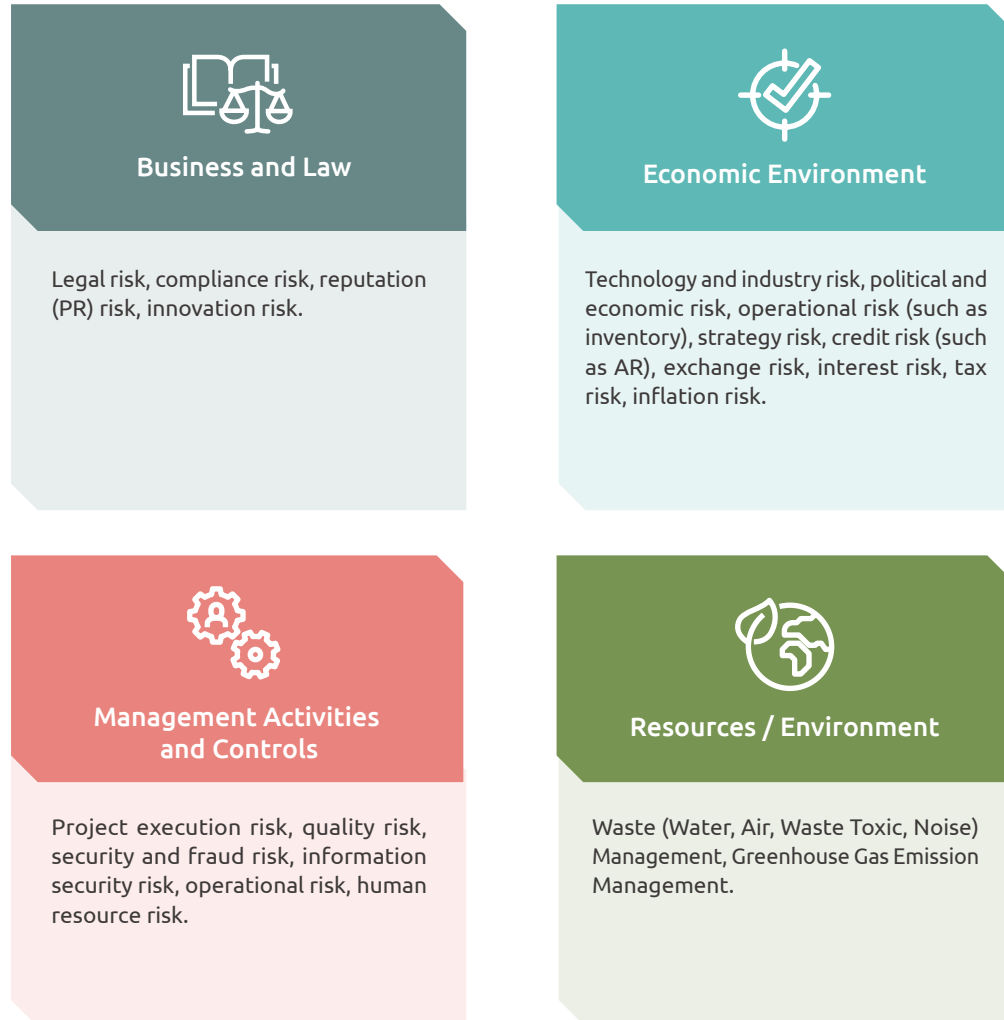 Business and Law
Legal risk, compliance risk, reputation
(PR) risk, innovation risk.
Economic Environment
Technology and industry risk, political and
economic risk, operational risk (such as
inventory), strategy risk, credit risk (such
as AR), exchange risk, interest risk, tax
risk, inflation risk.
Management Activities
and Controls
Project execution risk, quality risk,
security and fraud risk, information
security risk, operational risk, human
resource risk.
Resources / Environment
Waste (Water, Air, Waste Toxic, Noise)
Management, Greenhouse Gas Emission
Management.